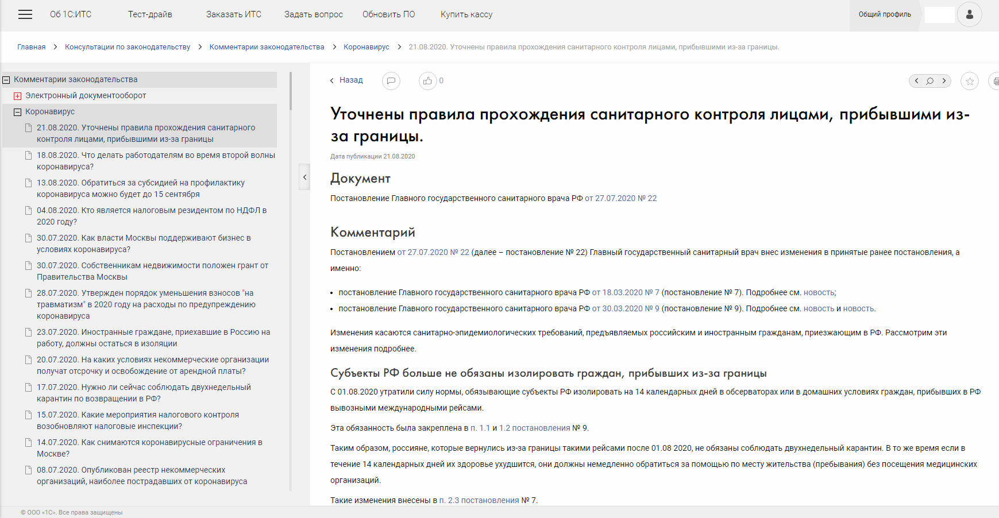 Об 1С:ИТС
Тест-драйв
Заказать ИТС
Задать вопрос
Обновить ПО
Купить кассу
Общий профиль
Главная
Консультации по законодательству
Комментарии законодательства
Коронавирус
21.08.2020. Уточнены правила прохождения санитарного контроля лицами, прибывшими из-за границы.
Комментарии законодательства
Электронный документооборот
Коронавирус
21.08.2020. Уточнены правила прохождения санитарного
контроля лицами, прибывшими из-за границы
18.08.2020. Что делать работодателям во время второй волны
коронавируса?
13.08.2020. Обратиться за субсидией на профилактику
коронавируса можно будет до 15 сентября
04.08.2020. Кто является налоговым резидентом по НДФЛ в
2020 году?
30.07.2020. Как власти Москвы поддерживают бизнес в
условиях коронавируса?
30.07.2020. Собственникам недвижимости положен грант от
Правительства Москвы
28.07.2020. Утвержден порядок уменьшения взносов "на
травматизм" в 2020 году на расходы по предупреждению
коронавируса
23.07.2020. Иностранные граждане, приехавшие в Россию на
работу, должны остаться в изоляции
20.07.2020. На каких условиях некоммерческие организации
получат отсрочку и освобождение от арендной платы?
17.07.2020. Нужно ли сейчас соблюдать двухнедельный
карантин по возвращении в РФ?
15.07.2020. Какие мероприятия налогового контроля
возобновляют налоговые инспекции?
14.07.2020. Как снимаются коронавирусные ограничения в
Москве?
08.07.2020. Опубликован реестр некоммерческих
организаций, наиболее пострадавших от коронавируса
Назад
0
Уточнены правила прохождения санитарного контроля лицами, прибывшими из-
за границы.
Дата публикации 21.08.2020
Документ
Постановление Главного государственного санитарного врача РФ от 27.07.2020 № 22
Комментарий
Постановлением от 27.07.2020 № 22 (далее – постановление № 22) Главный государственный санитарный врач внес изменения в принятые ранее постановления, а
именно:
• постановление Главного государственного санитарного врача РФ от 18.03.2020 № 7 (постановление № 7). Подробнее см. новость;
• постановление Главного государственного санитарного врача РФ от 30.03.2020 № 9 (постановление № 9). Подробнее см. новость и новость.
Изменения касаются санитарно-эпидемиологических требований, предъявляемых российским и иностранным гражданам, приезжающим в РФ. Рассмотрим эти
изменения подробнее.
Субъекты РФ больше не обязаны изолировать граждан, прибывших из-за границы
С 01.08.2020 утратили силу нормы, обязывающие субъекты РФ изолировать на 14 календарных дней в обсерваторах или в домашних условиях граждан, прибывших в РФ
вывозными международными рейсами.
Эта обязанность была закреплена в п. 1.1 и 1.2 постановления № 9.
Таким образом, россияне, которые вернулись из-за границы такими рейсами после 01.08 2020, не обязаны соблюдать двухнедельный карантин. В то же время если в
течение 14 календарных дней их здоровье ухудшится, они должны немедленно обратиться за помощью по месту жительства (пребывания) без посещения медицинских
организаций.
Такие изменения внесены в п. 2.3 постановления № 7.
© ООО «1С». Все права защищены